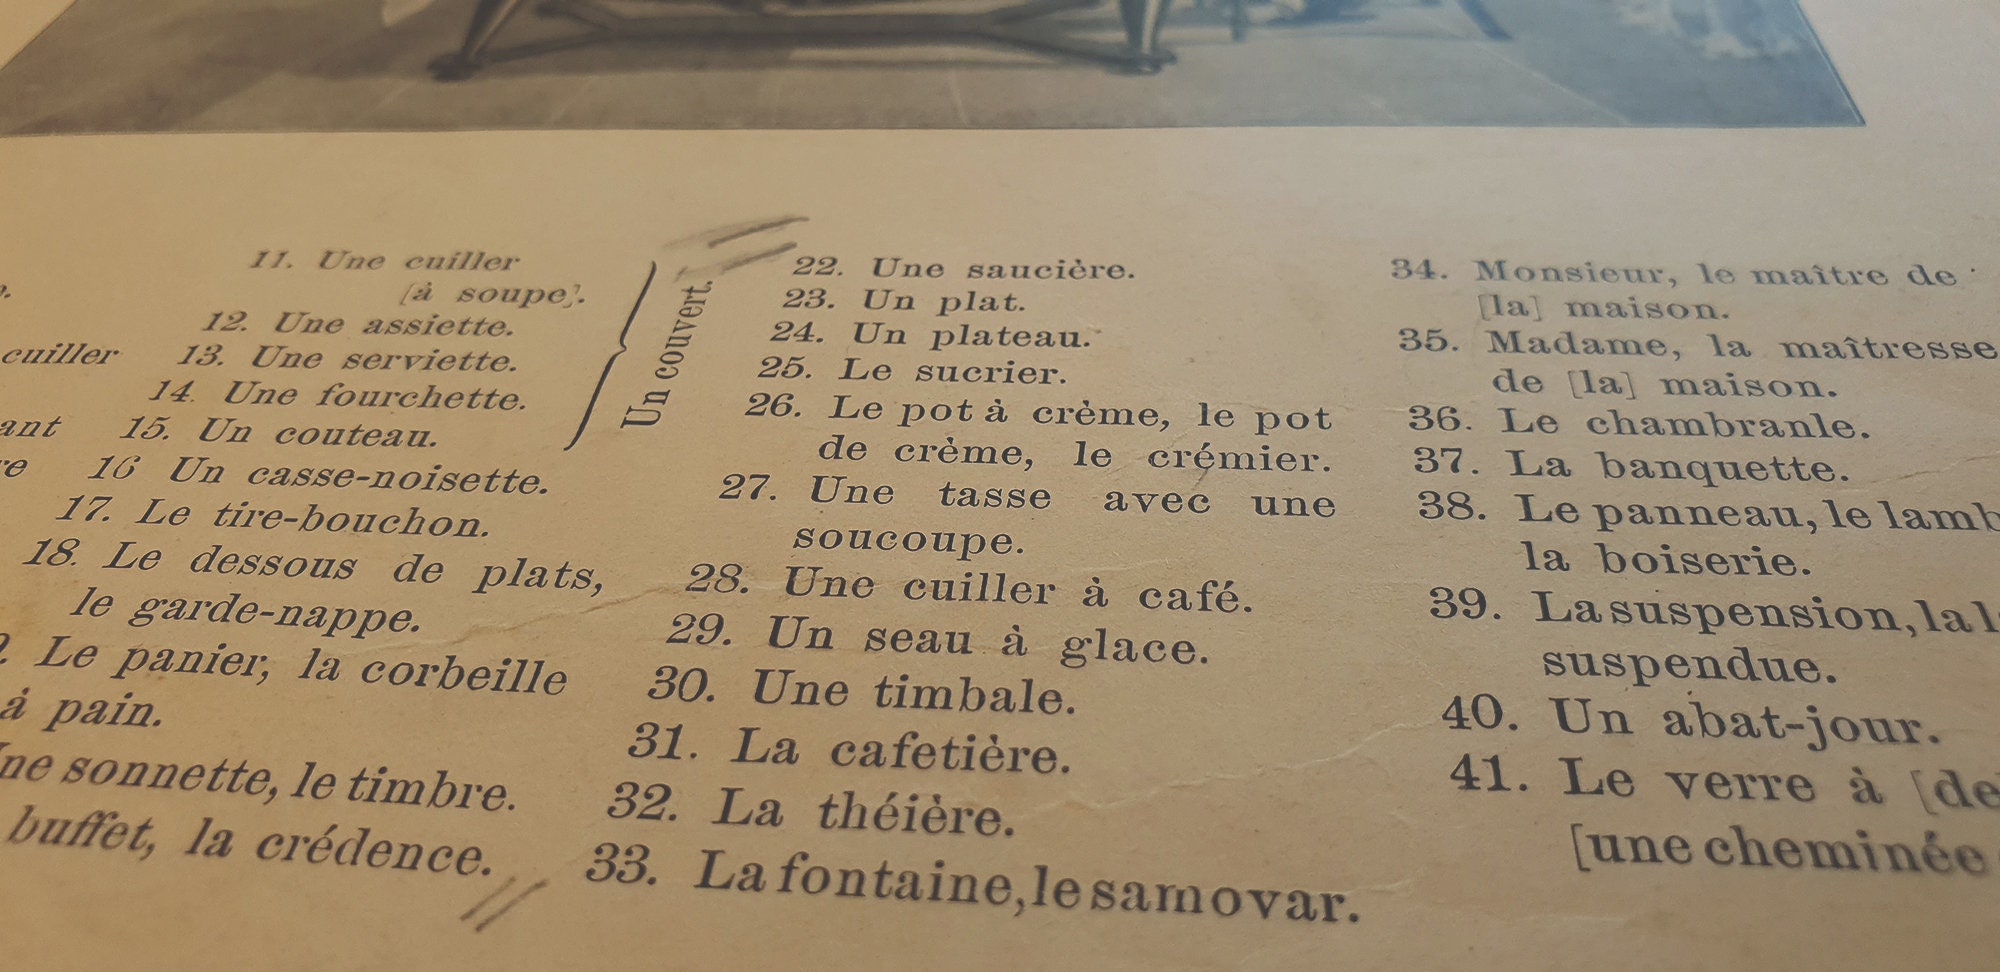 cuiller
ant
re
11. Une cuiller
[à soupe].
12. Une assiette.
13. Une serviette.
14. Une fourchette.
15. Un couteau.
Un couvert.
16 Un casse-noisette.
17. Le tire-bouchon.
18. Le dessous de plats,
le garde-nappe.
Le panier, la corbeille
à pain.
ne sonnette, le timbre.
buffet, la crédence.
22. Une saucière.
23. Un plat.
24. Un plateau.
25. Le sucrier.
26. Le pot à crème, le pot
de crème, le crémier.
27. Une tasse avec une
soucoupe.
28. Une cuiller à café.
29. Un seau à glace.
30. Une timbale.
31. La cafetière.
32. La théière.
33. La fontaine, le samovar.
34. Monsieur, le maître de
[la] maison.
35. Madame, la maîtresse
de [la] maison.
36. Le chambranle.
37. La banquette.
38. Le panneau, le lamb
la boiserie.
39. La suspension, la l
suspendue.
40. Un abat-jour.
41. Le verre à [de
[une cheminée